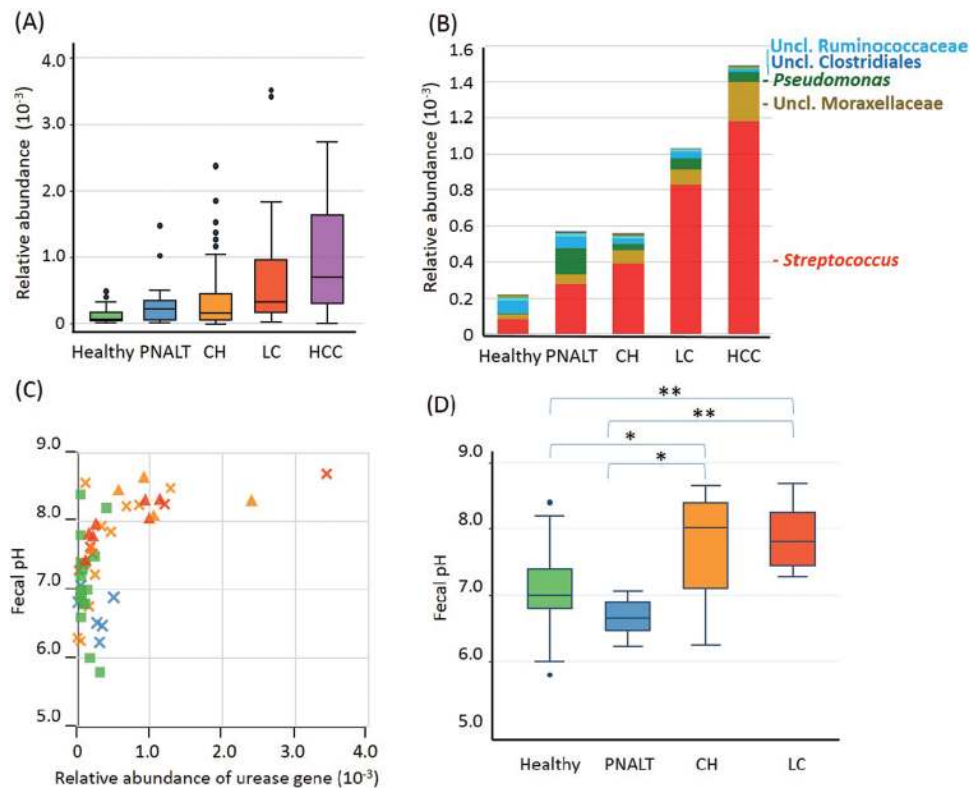 (A)
Relative abundance (10-3)
4.0
3.0
2.0
1.0
0
Healthy PNALT CH LC HCC
(B)
Relative abundance (10-3)
1.6
1.4
1.2
1.0
0.8
0.6
0.4
0.2
0
Healthy PNALT CH LC HCC
Uncl. Ruminococcaceae
Uncl. Clostridiales
- Pseudomonas
- Uncl. Moraxellaceae
- Streptococcus
(C)
Fecal pH
9.0
8.0
7.0
6.0
5.0
0 1.0 2.0 3.0 4.0
Relative abundance of urease gene (10-3)
(D)
**
**
*
*
Fecal pH
9.0
8.0
7.0
6.0
5.0
Healthy PNALT CH LC